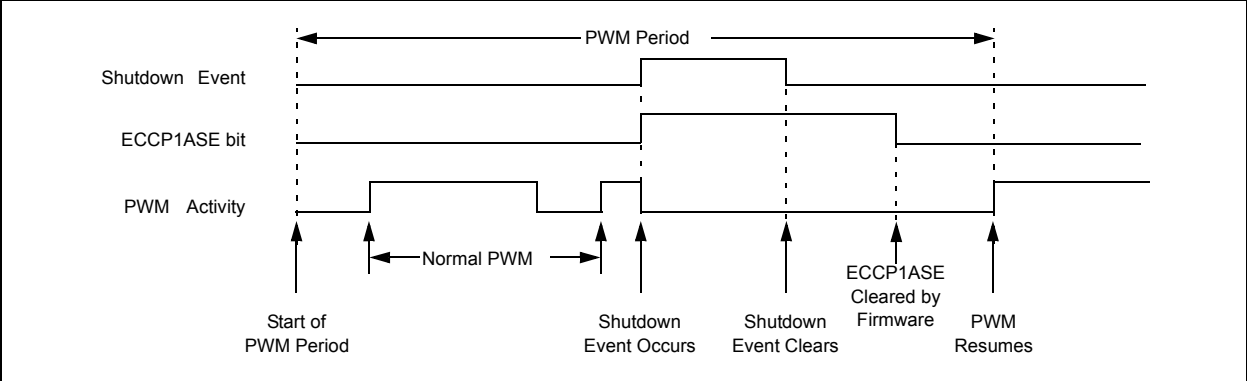 PWM Period
Shutdown Event
ECCP1ASE bit
PWM Activity
Normal PWM
Start of
PWM Period
Shutdown
Event Occurs
Shutdown
Event Clears
ECCP1ASE
Cleared by
Firmware
PWM
Resumes